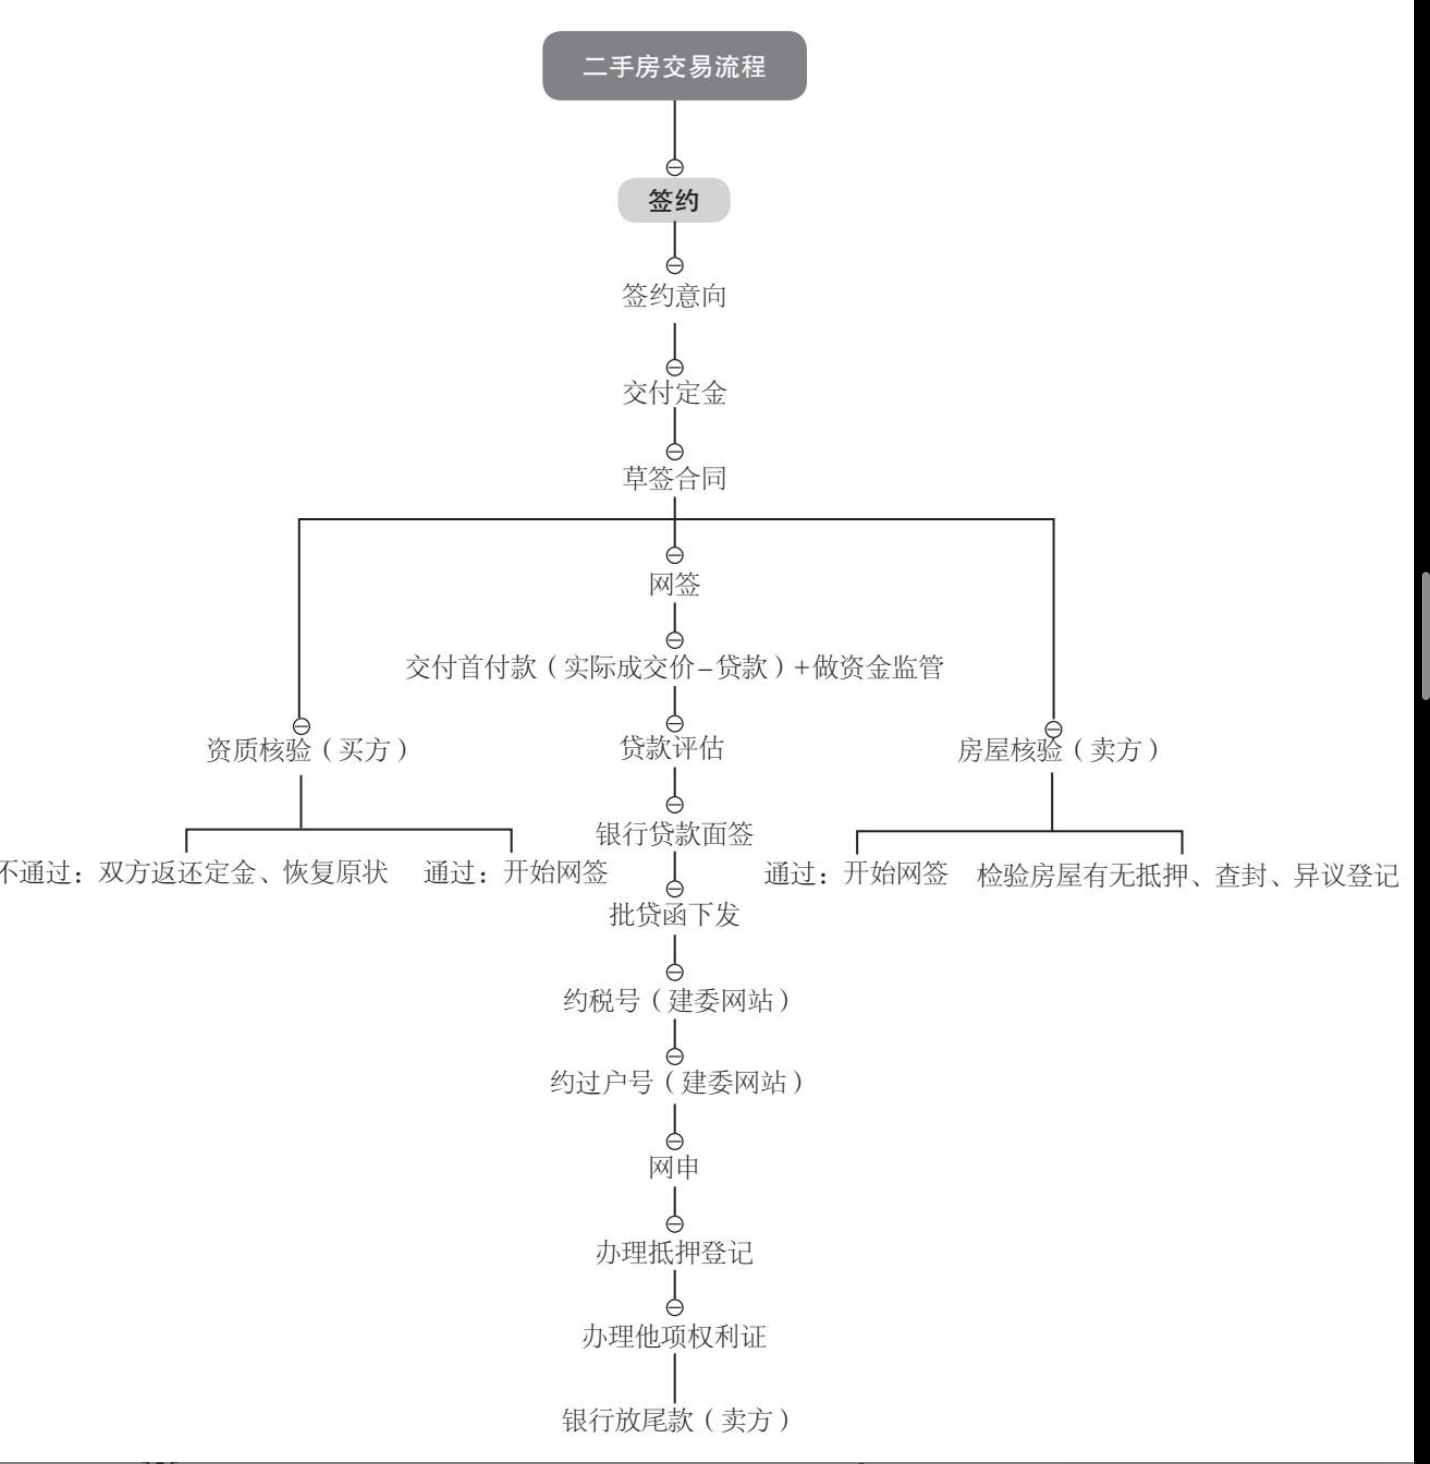 二手房交易流程
签约
签约意向
交付定金
草签合同
网签
交付首付款（实际成交价–贷款）+做资金监管
资质核验（买方）
贷款评估
房屋核验（卖方）
银行贷款面签
不通过：双方返还定金、恢复原状
通过：开始网签
通过：开始网签
检验房屋有无抵押、查封、异议登记
批贷函下发
约税号（建委网站）
约过户号（建委网站）
网申
办理抵押登记
办理他项权利证
银行放尾款（卖方）